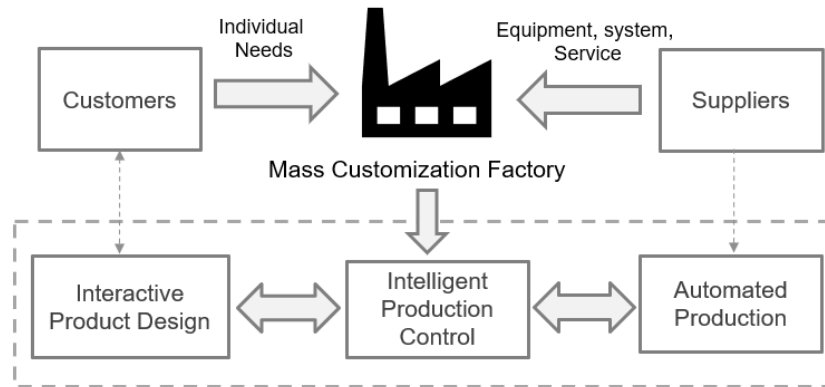 Individual
Needs
Equipment, system,
Service
Customers
Suppliers
Mass Customization Factory
Interactive
Product Design
Intelligent
Production
Control
Automated
Production